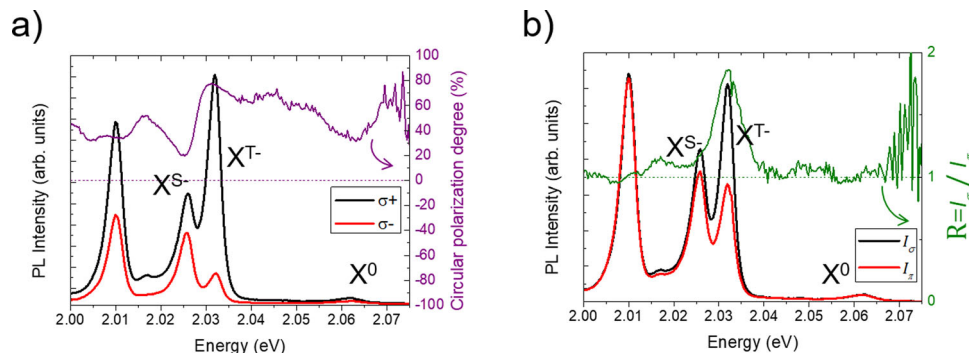 a)
PL Intensity (arb. units)
X^S-
X^T-
X^0
σ+
σ-
2.00 2.01 2.02 2.03 2.04 2.05 2.06 2.07
Energy (eV)
100
80
60
40
20
0
-20
-40
-60
-80
-100
Circular polarization degree (%)
b)
PL Intensity (arb. units)
X^S-
X^T-
X^0
I_σ
I_π
2.00 2.01 2.02 2.03 2.04 2.05 2.06 2.07
Energy (eV)
2
1
0